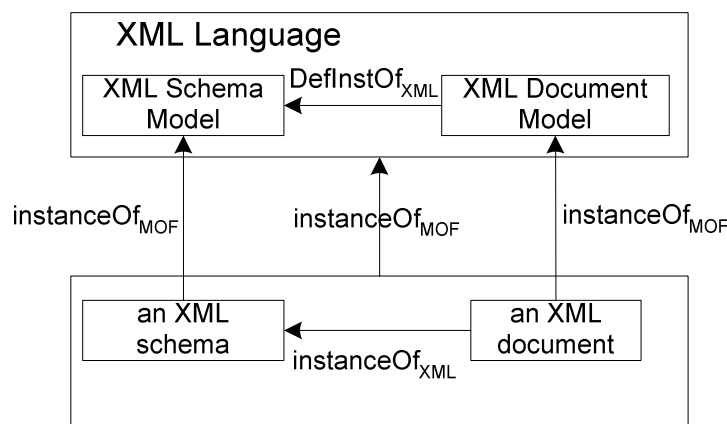 XML Language
DefInstOfXML
XML Schema
Model
XML Document
Model
instanceOfMOF
instanceOfMOF
instanceOfMOF
an XML
schema
an XML
document
instanceOfXML